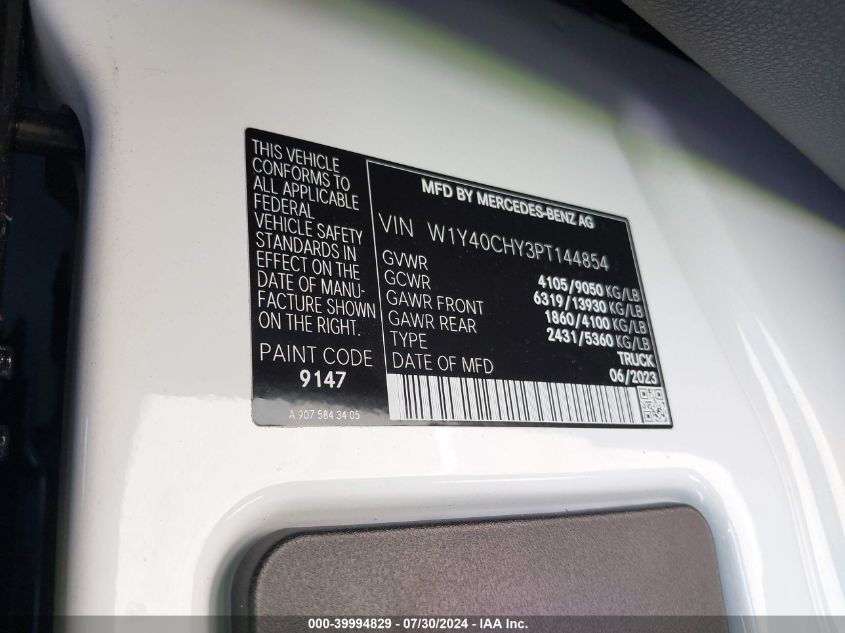 THIS VEHICLE
CONFORMS TO
ALL APPLICABLE
FEDERAL
VEHICLE SAFETY
STANDARDS IN
EFFECT ON THE
DATE OF MANU-
FACTURE SHOWN
ON THE RIGHT.
PAINT CODE
9147
A 907 584 34 05
MFD BY MERCEDES-BENZ AG
VIN W1Y40CHY3PT144854
GVWR 4105/9050 KG/LB
GCWR 6319/13930 KG/LB
GAWR FRONT 1860/4100 KG/LB
GAWR REAR 2431/5360 KG/LB
TYPE TRUCK
DATE OF MFD 06/2023
000-39994829 - 07/30/2024 - IAA Inc.